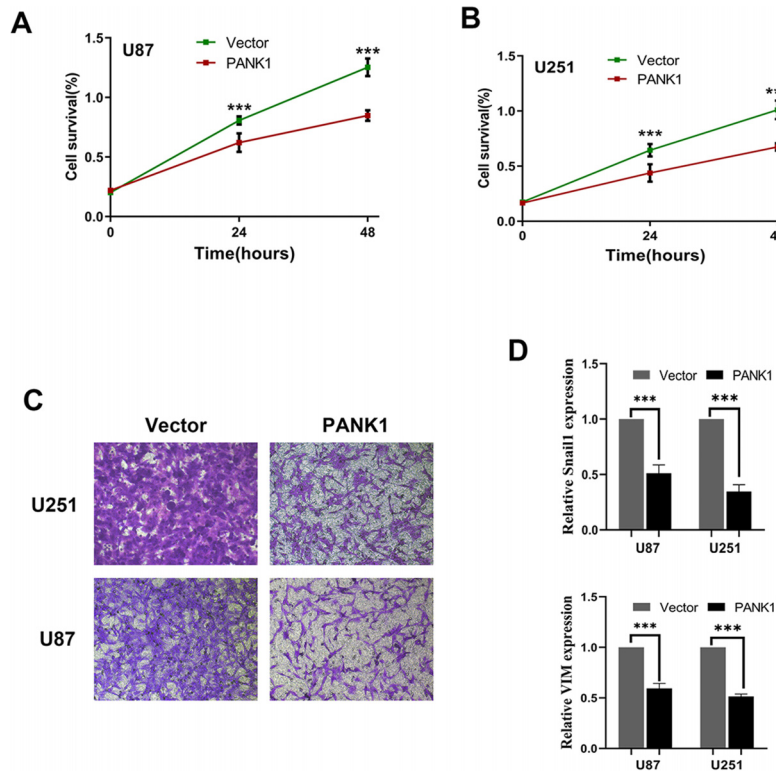 A
U87
Vector
PANK1
1.5
1.0
0.5
0.0
***
***
Cell survival(%)
0
24
48
Time(hours)
B
U251
Vector
PANK1
1.5
1.0
0.5
0.0
***
Cell survival(%)
0
24
Time(hours)
C
Vector
PANK1
U251
U87
D
Vector
PANK1
1.5
1.0
0.5
0.0
***
***
Relative Snail1 expression
U87
U251
Vector
PANK1
1.5
1.0
0.5
0.0
***
***
Relative VIM expression
U87
U251